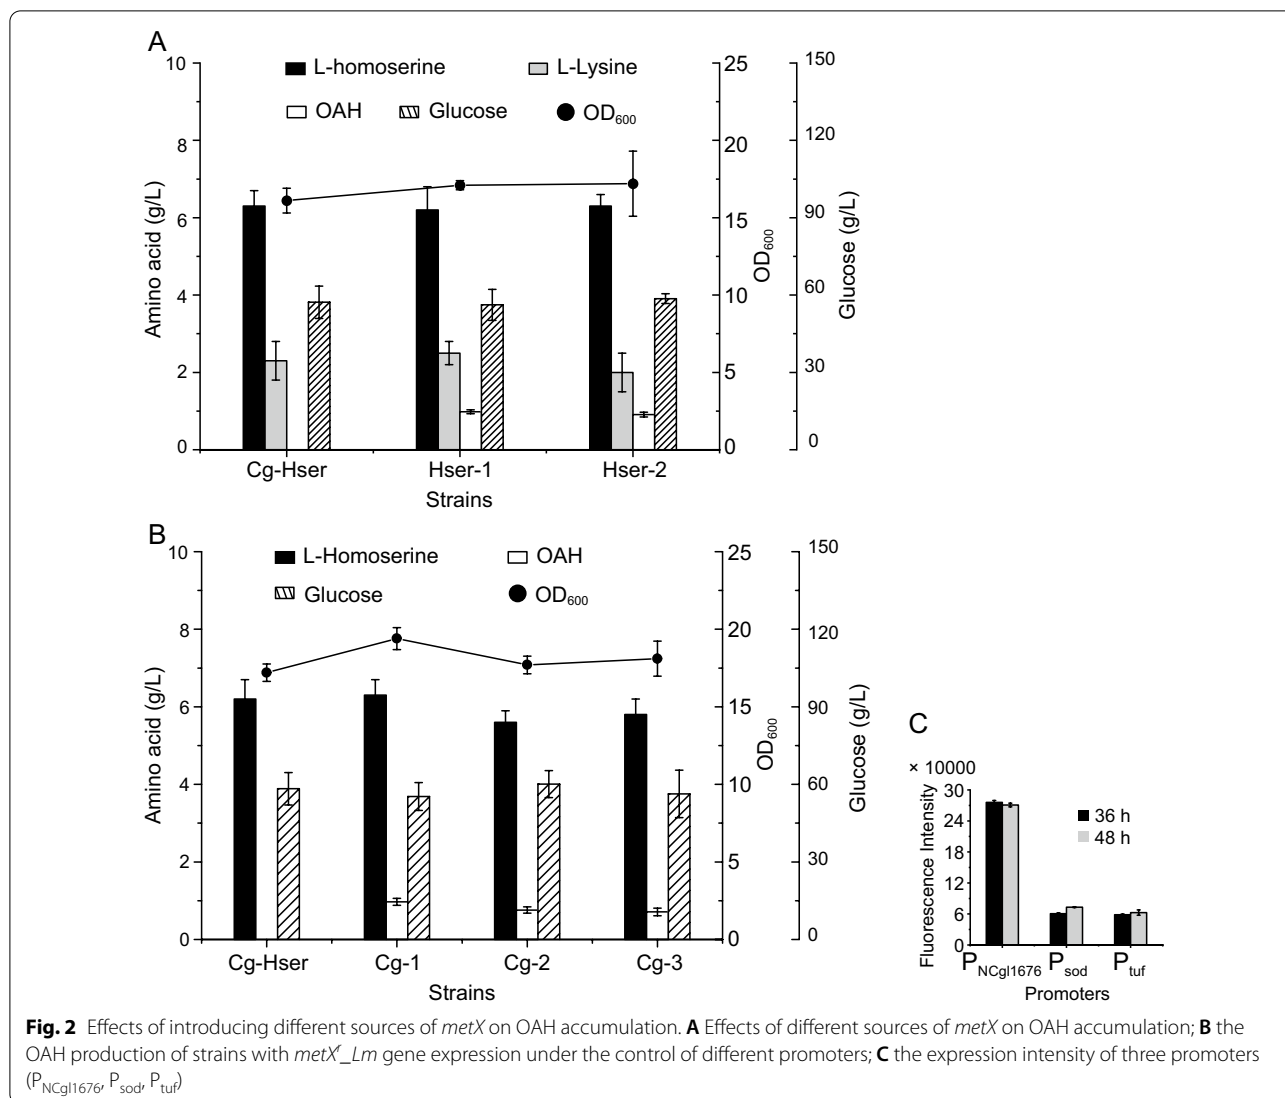 A
10
8
6
4
2
0
Amino acid (g/L)
L-homoserine
L-Lysine
OAH
Glucose
OD600
25
20
15
10
5
0
OD600
150
120
90
60
30
0
Glucose (g/L)
Cg-Hser
Hser-1
Hser-2
Strains
B
10
8
6
4
2
0
Amino acid (g/L)
L-Homoserine
OAH
Glucose
OD600
25
20
15
10
5
0
OD600
150
120
90
60
30
0
Glucose (g/L)
Cg-Hser
Cg-1
Cg-2
Cg-3
Strains
C
× 10000
30
24
18
12
6
0
Fluorescence Intensity
36 h
48 h
PNCgl1676
Psod
Ptuf
Promoters
Fig. 2 Effects of introducing different sources of metX on OAH accumulation. A Effects of different sources of metX on OAH accumulation; B the
OAH production of strains with metXr_Lm gene expression under the control of different promoters; C the expression intensity of three promoters
(PNCgl1676, Psod, Ptuf)